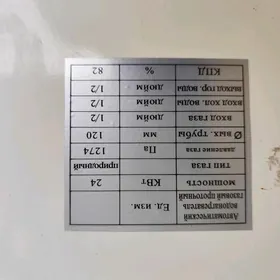 Автоматический газовый проточный водонагреватель Ед. изм.
мощность КВт 24
тип газа природный
давление газа Па 1274
Ø вых. трубы мм 120
вход газа дюйм 1/2
вход хол. воды дюйм 1/2
выход гор. воды дюйм 1/2
КПД % 82